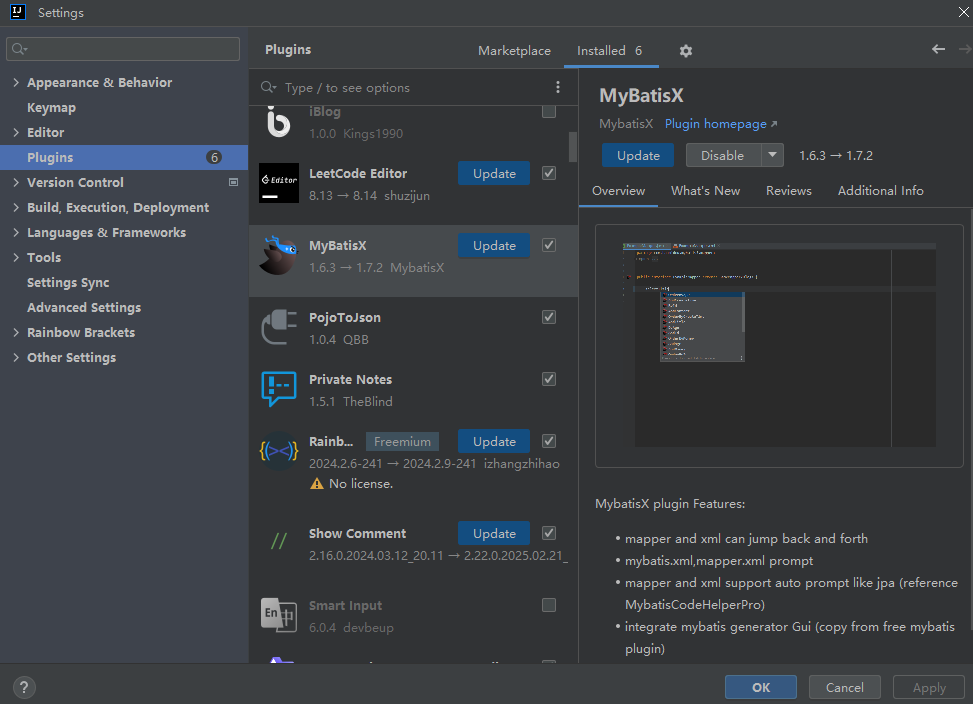 IJ
Settings
Appearance & Behavior
Keymap
Editor
Plugins 6
Version Control
Build, Execution, Deployment
Languages & Frameworks
Tools
Settings Sync
Advanced Settings
Rainbow Brackets
Other Settings
Plugins Marketplace Installed 6
Type / to see options
iBlog
1.0.0 Kings1990
Editor
LeetCode Editor Update
8.13 → 8.14 shuzijun
MyBatisX Update
1.6.3 → 1.7.2 MybatisX
PojoToJson
1.0.4 QBB
Private Notes
1.5.1 TheBlind
Rainb... Freemium Update
2024.2.6-241 → 2024.2.9-241 izhangzhihao
No license.
// Show Comment Update
2.16.0.2024.03.12_20.11 → 2.22.0.2025.02.21_
En 中
Smart Input
6.0.4 devbeup
MyBatisX
MybatisX Plugin homepage ↗
Update Disable 1.6.3 → 1.7.2
Overview What's New Reviews Additional Info
MybatisX plugin Features:
• mapper and xml can jump back and forth
• mybatis.xml,mapper.xml prompt
• mapper and xml support auto prompt like jpa (reference
MybatisCodeHelperPro)
• integrate mybatis generator Gui (copy from free mybatis
plugin)
? OK Cancel Apply